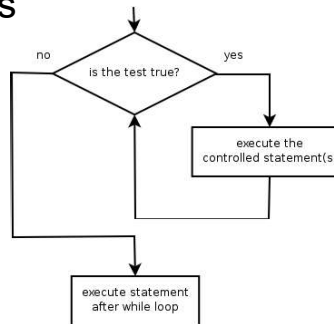 s
no
yes
is the test true?
execute the
controlled statement(s
execute statement
after while loop